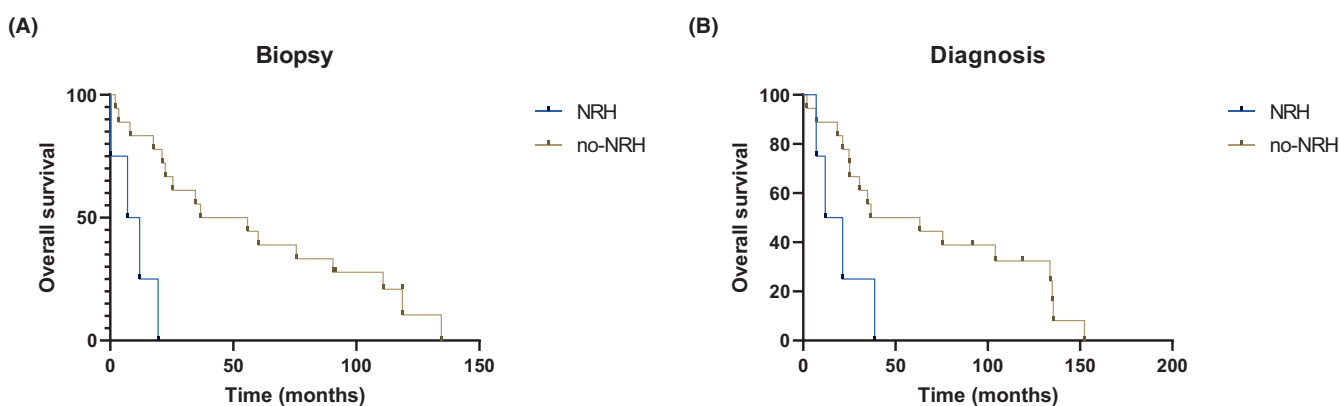 (A)
Biopsy
100
50
0
Overall survival
0 50 100 150
Time (months)
NRH
no-NRH
(B)
Diagnosis
100
80
60
40
20
0
Overall survival
0 50 100 150 200
Time (months)
NRH
no-NRH